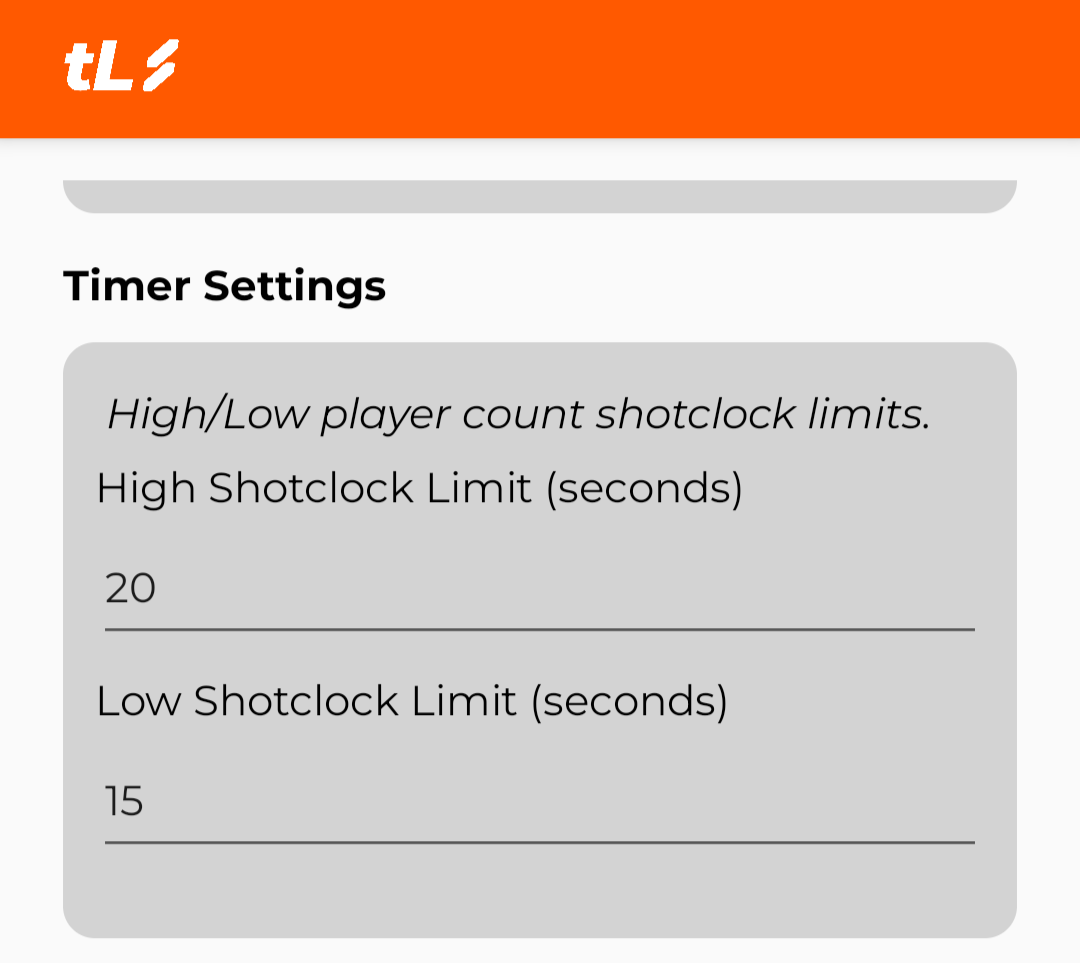 tL
Timer Settings
High/Low player count shotclock limits.
High Shotclock Limit (seconds)
20
Low Shotclock Limit (seconds)
15